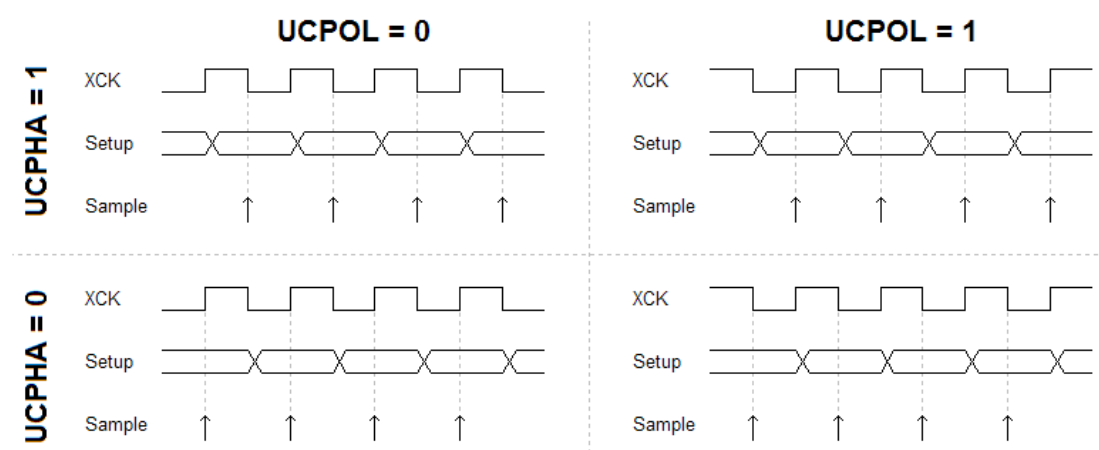 UCPOL = 0
UCPOL = 1
UCPHA = 1
XCK
Setup
Sample
XCK
Setup
Sample
UCPHA = 0
XCK
Setup
Sample
XCK
Setup
Sample